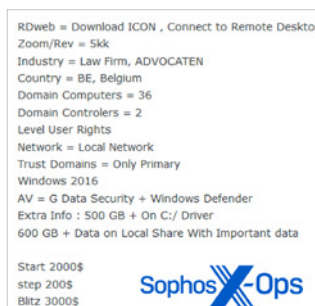 RDweb = Download ICON , Connect to Remote Deskto
Zoom/Rev = 5kk
Industry = Law Firm, ADVOCATEN
Country = BE, Belgium
Domain Computers = 36
Domain Controlers = 2
Level User Rights
Network = Local Network
Trust Domains = Only Primary
Windows 2016
AV = G Data Security + Windows Defender
Extra Info : 500 GB + On C:/ Driver
600 GB + Data on Local Share With Important data
Start 2000$
step 200$
Blitz 3000$
Sophos X-Ops